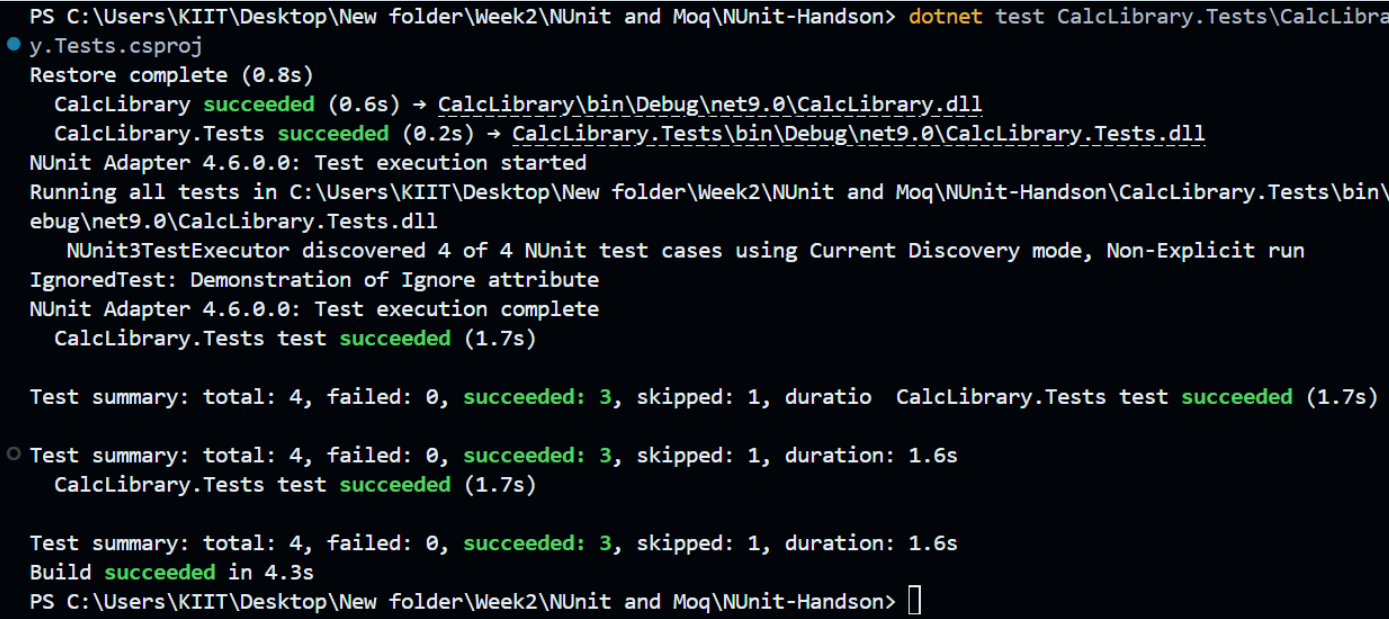 PS C:\Users\KIIT\Desktop\New folder\Week2\NUnit and Moq\NUnit-Handson> dotnet test CalcLibrary.Tests\CalcLibra
y.Tests.csproj
Restore complete (0.8s)
  CalcLibrary succeeded (0.6s) → CalcLibrary\bin\Debug\net9.0\CalcLibrary.dll
  CalcLibrary.Tests succeeded (0.2s) → CalcLibrary.Tests\bin\Debug\net9.0\CalcLibrary.Tests.dll
NUnit Adapter 4.6.0.0: Test execution started
Running all tests in C:\Users\KIIT\Desktop\New folder\Week2\NUnit and Moq\NUnit-Handson\CalcLibrary.Tests\bin\
ebug\net9.0\CalcLibrary.Tests.dll
   NUnit3TestExecutor discovered 4 of 4 NUnit test cases using Current Discovery mode, Non-Explicit run
IgnoredTest: Demonstration of Ignore attribute
NUnit Adapter 4.6.0.0: Test execution complete
  CalcLibrary.Tests test succeeded (1.7s)
Test summary: total: 4, failed: 0, succeeded: 3, skipped: 1, duratio  CalcLibrary.Tests test succeeded (1.7s)
Test summary: total: 4, failed: 0, succeeded: 3, skipped: 1, duration: 1.6s
  CalcLibrary.Tests test succeeded (1.7s)
Test summary: total: 4, failed: 0, succeeded: 3, skipped: 1, duration: 1.6s
Build succeeded in 4.3s
PS C:\Users\KIIT\Desktop\New folder\Week2\NUnit and Moq\NUnit-Handson>